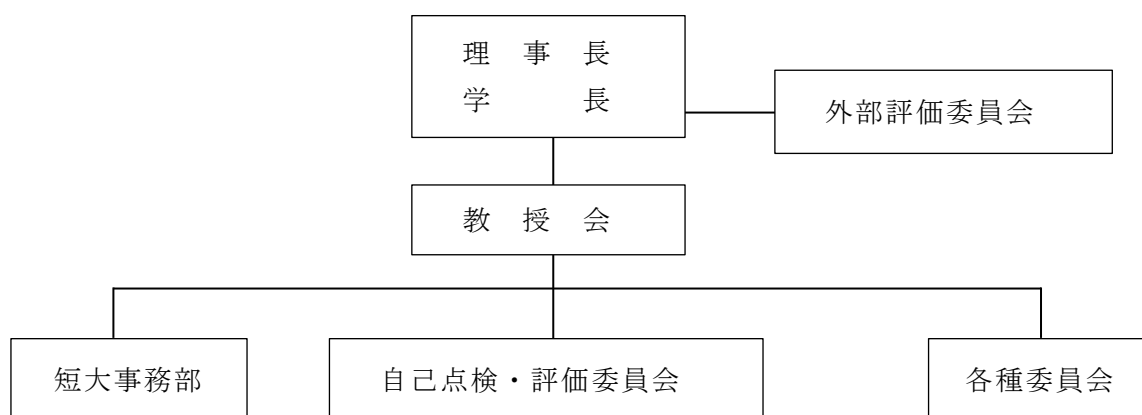 理事長
学長
外部評価委員会
教授会
短大事務部
自己点検・評価委員会
各種委員会